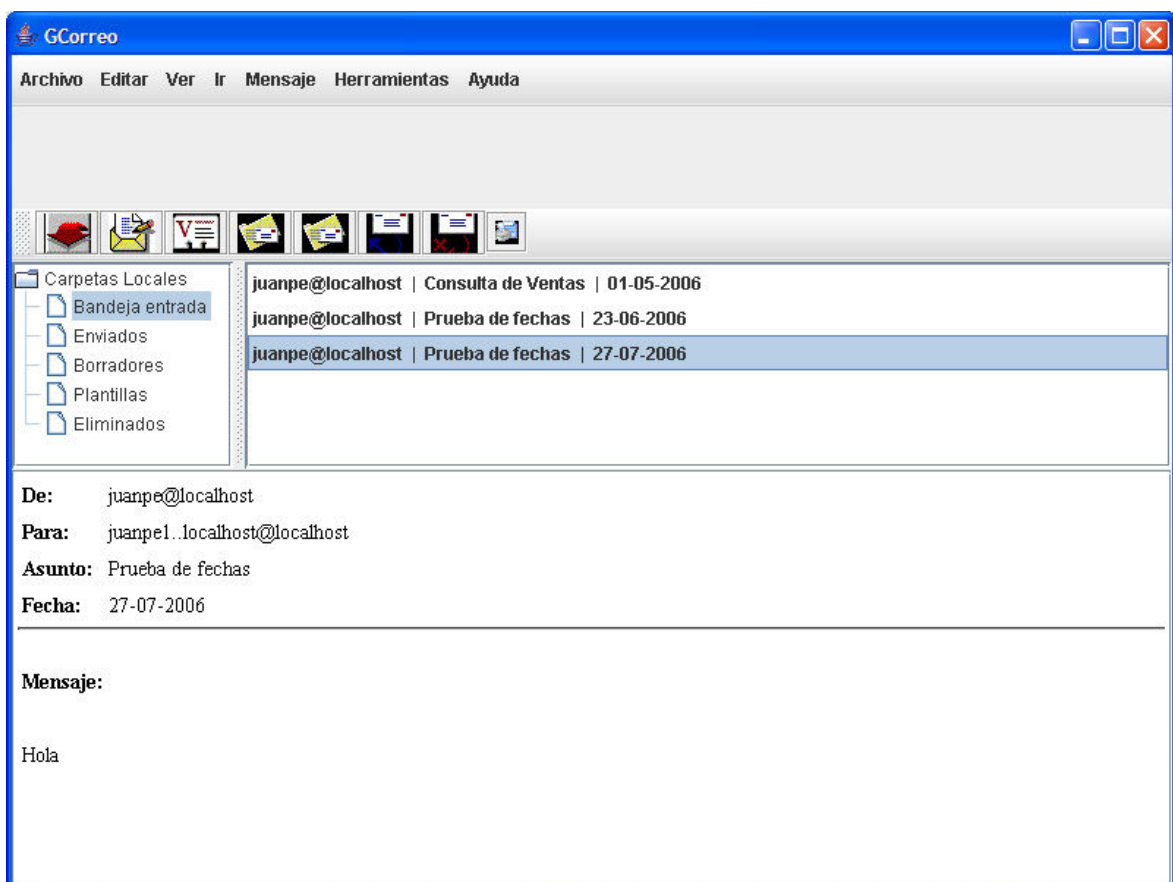 GCorreo
Archivo Editar Ver Ir Mensaje Herramientas Ayuda
V
Carpetas Locales
Bandeja entrada
Enviados
Borradores
Plantillas
Eliminados
juanpe@localhost | Consulta de Ventas | 01-05-2006
juanpe@localhost | Prueba de fechas | 23-06-2006
juanpe@localhost | Prueba de fechas | 27-07-2006
De: juanpe@localhost
Para: juanpe1..localhost@localhost
Asunto: Prueba de fechas
Fecha: 27-07-2006
Mensaje:
Hola